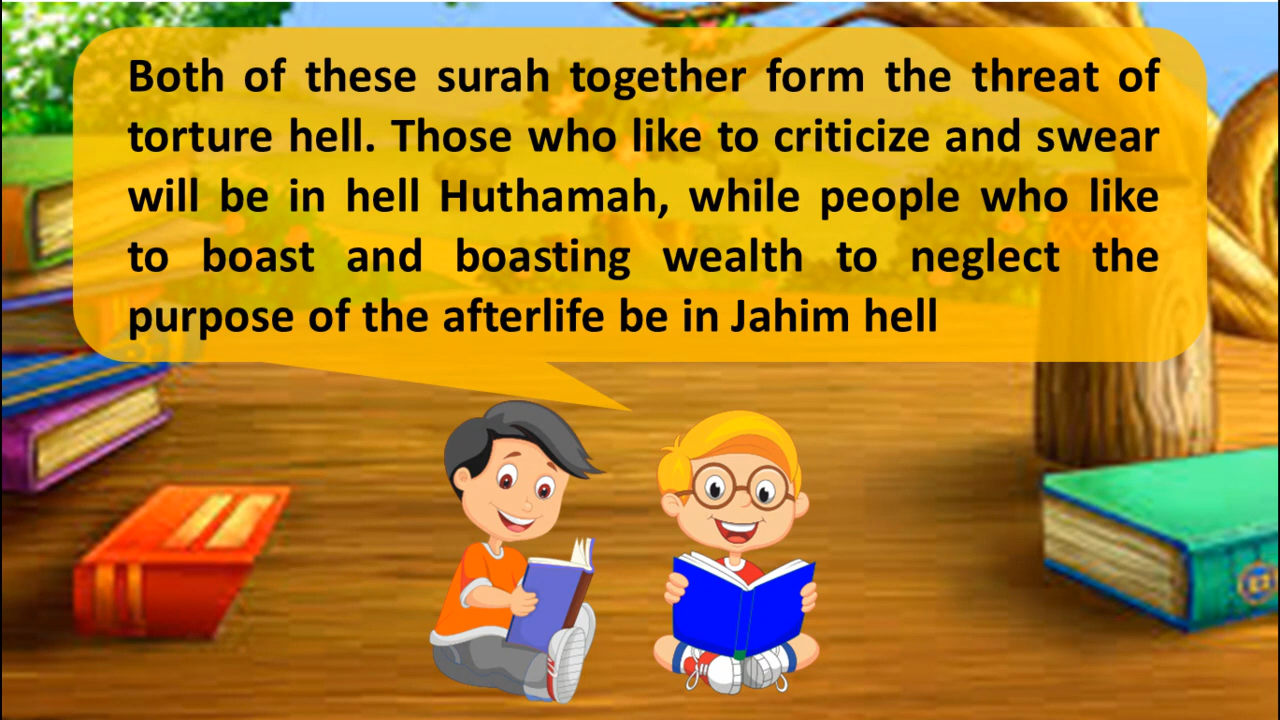 Both of these surah together form the threat of
torture hell. Those who like to criticize and swear
will be in hell Huthamah, while people who like
to boast and boasting wealth to neglect the
purpose of the afterlife be in Jahim hell